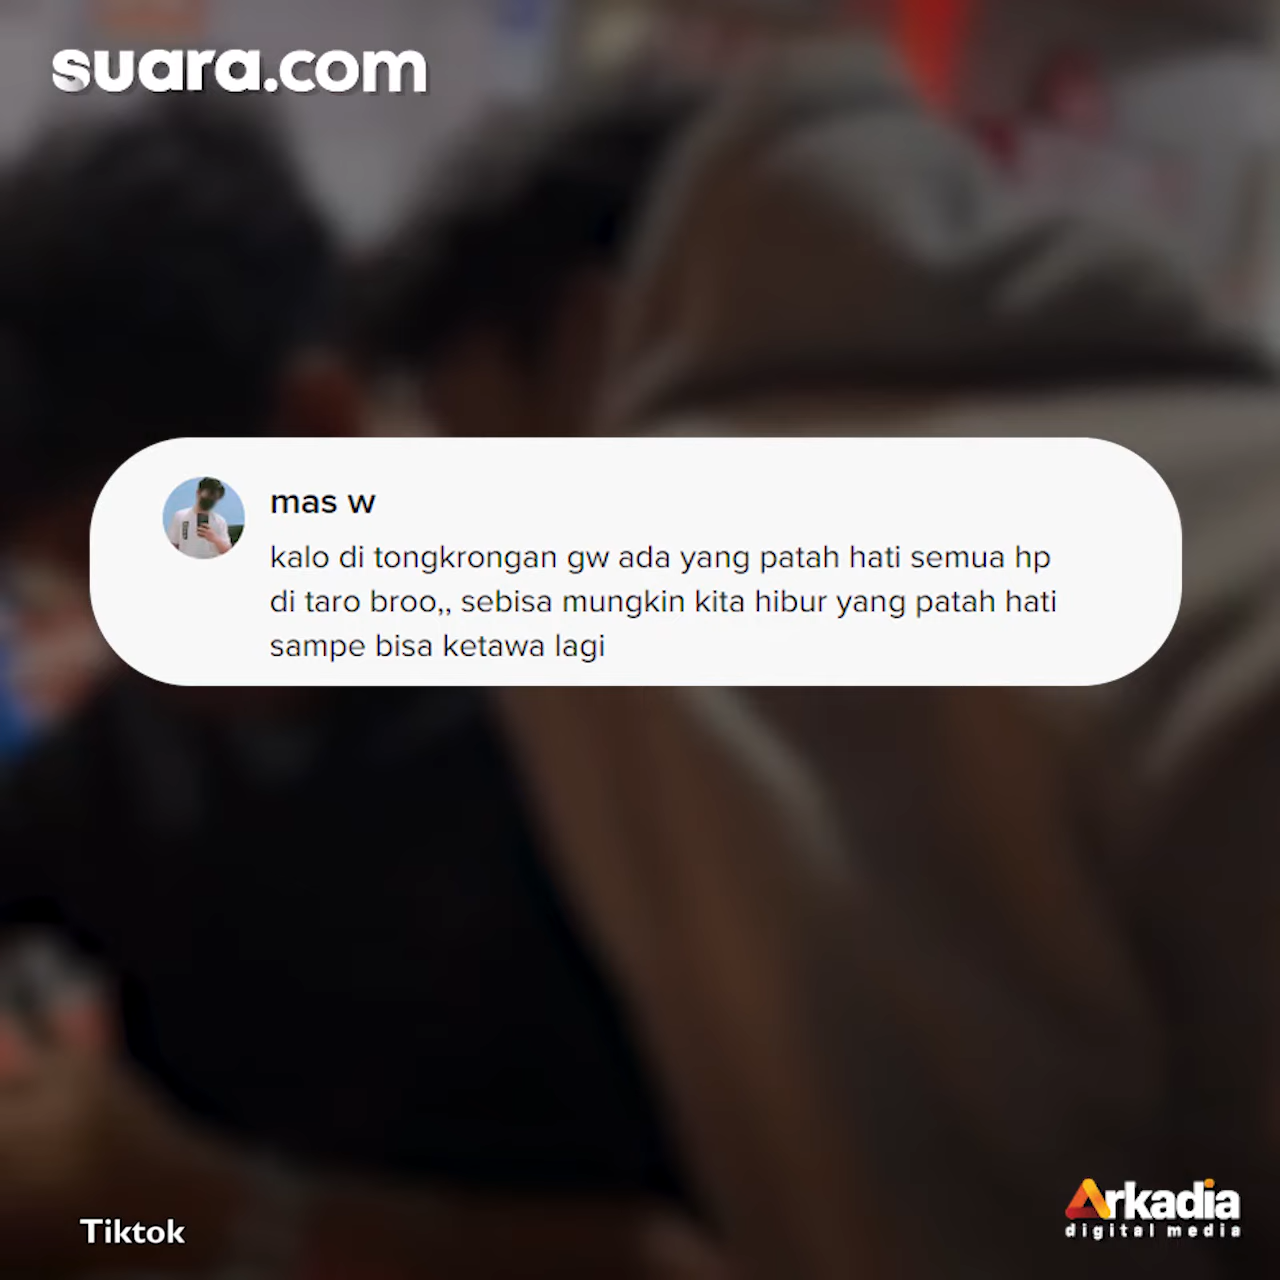 suara.com
mas w
kalo di tongkrongan gw ada yang patah hati semua hp
di taro broo,, sebisa mungkin kita hibur yang patah hati
sampe bisa ketawa lagi
Tiktok
Arkadia
digital media